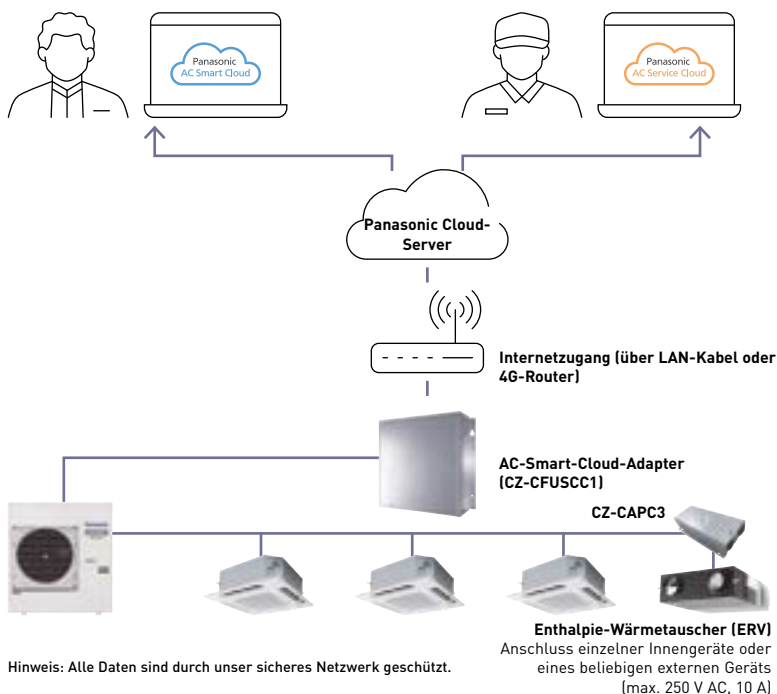 Panasonic
AC Smart Cloud
Panasonic
AC Service Cloud
Panasonic Cloud-
Server
Internetzugang (über LAN-Kabel oder
4G-Router)
AC-Smart-Cloud-Adapter
(CZ-CFUSCC1)
CZ-CAPC3
Enthalpie-Wärmetauscher (ERV)
Anschluss einzelner Innengeräte oder
eines beliebigen externen Geräts
(max. 250 V AC, 10 A)
Hinweis: Alle Daten sind durch unser sicheres Netzwerk geschützt.